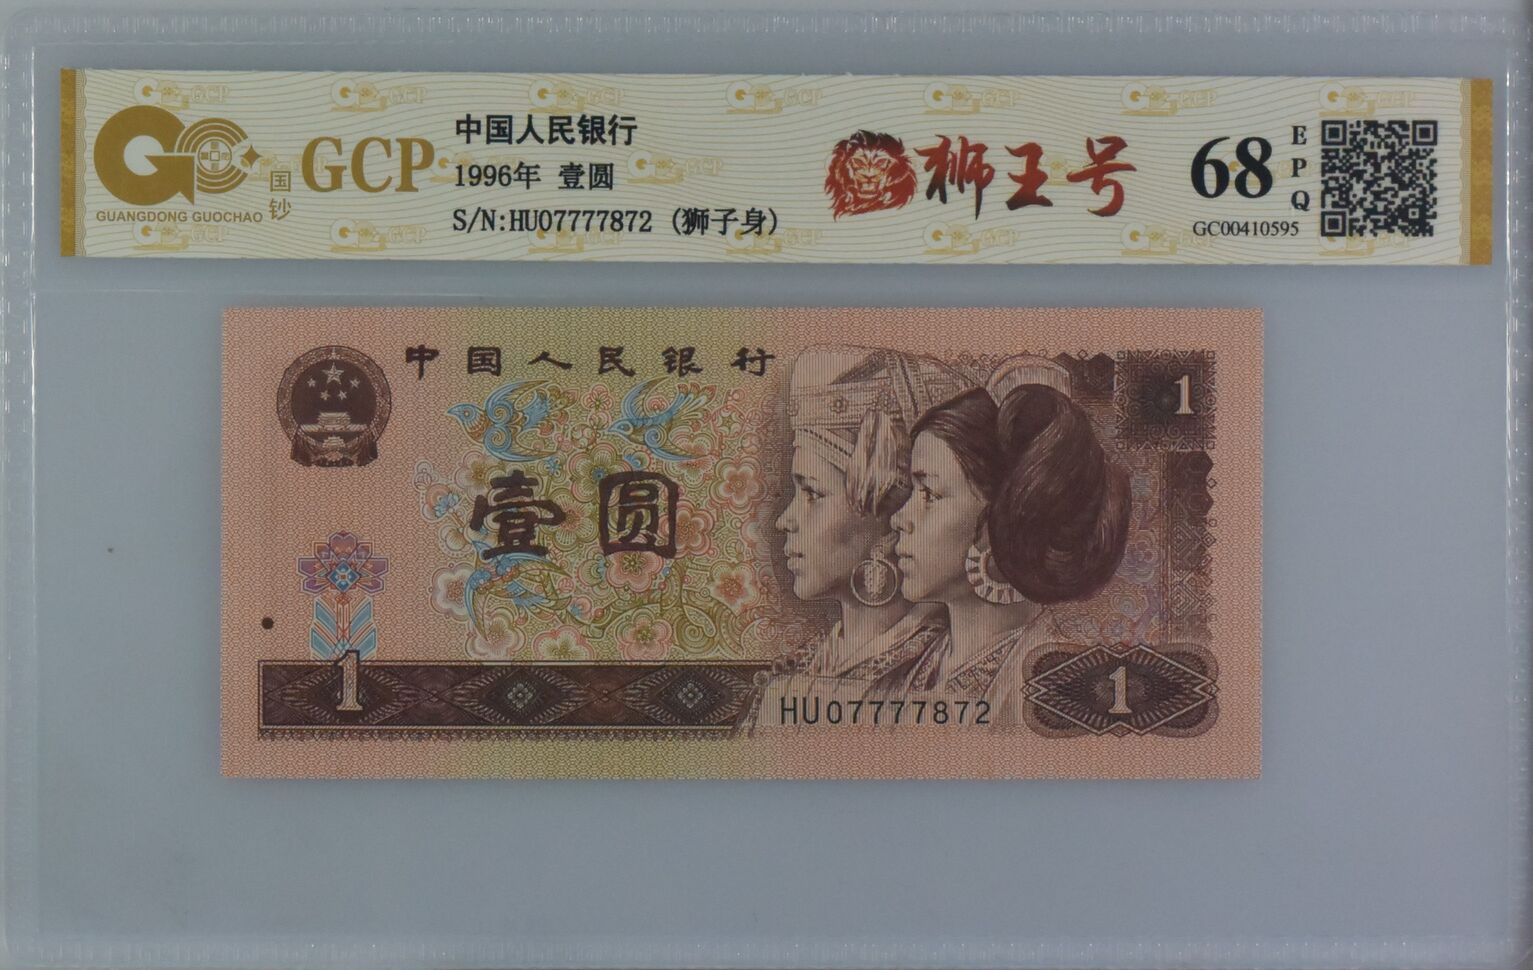 GUANGDONG GUOCHAO
国钞
GCP
中国人民银行
1996年 壹圆
S/N:HU07777872 (狮子身)
狮王号
68
E
P
Q
GC00410595
中国人民银行
1
壹圆
1
HU07777872
1